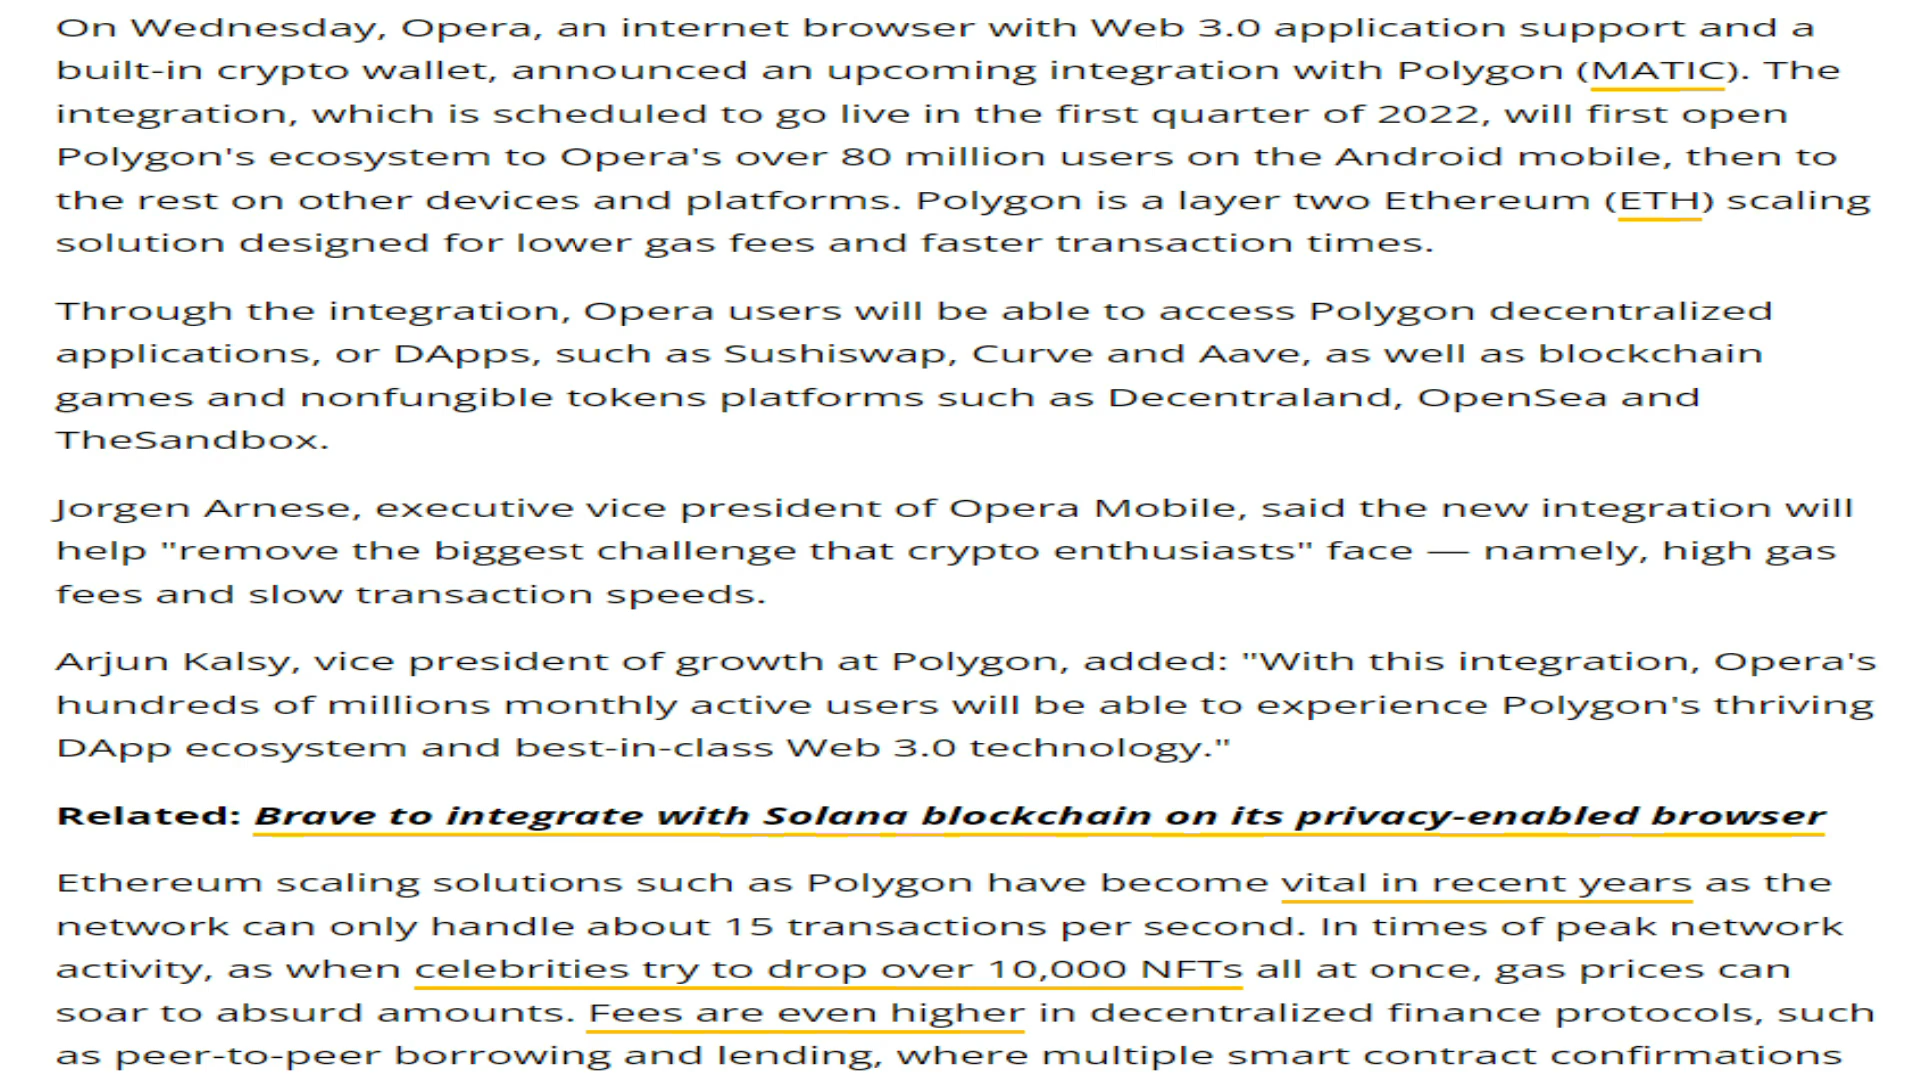 On Wednesday, Opera, an internet browser with Web 3.0 application support and a
built-in crypto wallet, announced an upcoming integration with Polygon (MATIC). The
integration, which is scheduled to go live in the first quarter of 2022, will first open
Polygon's ecosystem to Opera's over 80 million users on the Android mobile, then to
the rest on other devices and platforms. Polygon is a layer two Ethereum (ETH) scaling
solution designed for lower gas fees and faster transaction times.
Through the integration, Opera users will be able to access Polygon decentralized
applications, or DApps, such as Sushiswap, Curve and Aave, as well as blockchain
games and nonfungible tokens platforms such as Decentraland, OpenSea and
TheSandbox.
Jorgen Arnese, executive vice president of Opera Mobile, said the new integration will
help "remove the biggest challenge that crypto enthusiasts" face — namely, high gas
fees and slow transaction speeds.
Arjun Kalsy, vice president of growth at Polygon, added: "With this integration, Opera's
hundreds of millions monthly active users will be able to experience Polygon's thriving
DApp ecosystem and best-in-class Web 3.0 technology."
Related: Brave to integrate with Solana blockchain on its privacy-enabled browser
Ethereum scaling solutions such as Polygon have become vital in recent years as the
network can only handle about 15 transactions per second. In times of peak network
activity, as when celebrities try to drop over 10,000 NFTs all at once, gas prices can
soar to absurd amounts. Fees are even higher in decentralized finance protocols, such
as peer-to-peer borrowing and lending, where multiple smart contract confirmations